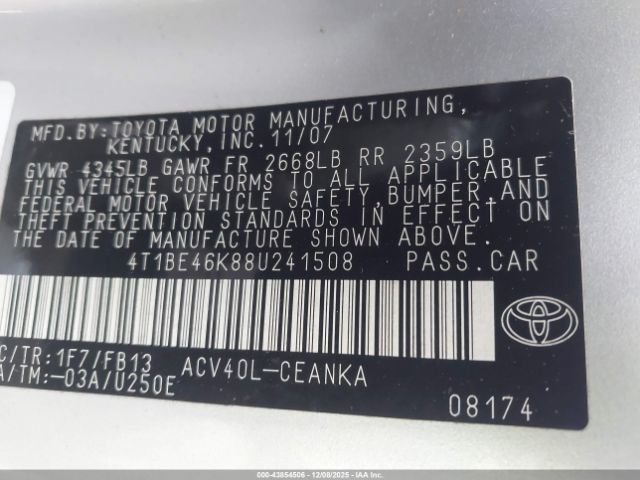 MFD.BY:TOYOTA MOTOR MANUFACTURING,
KENTUCKY,INC.11/07
GVWR 4345LB GAWR FR 2668LB RR 2359LB
THIS VEHICLE CONFORMS TO ALL APPLICABLE
FEDERAL MOTOR VEHICLE SAFETY,BUMPER,AND
THEFT PREVENTION STANDARDS IN EFFECT ON
THE DATE OF MANUFACTURE SHOWN ABOVE.
4T1BE46K88U241508 PASS.CAR
C/TR:1F7/FB13 ACV40L-CEANKA
A/TM:-03A/U250E
08174
000-43854506 | 12/08/2025 - IAAI.com